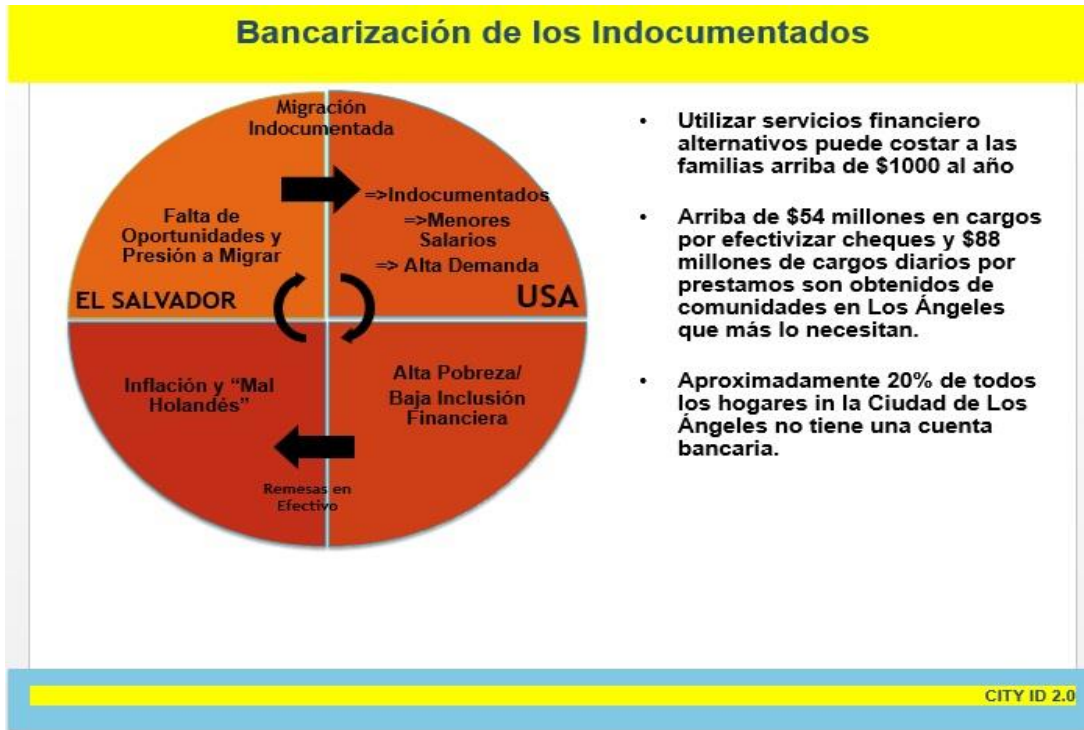 Bancarización de los Indocumentados
Migración
Indocumentada
=>Indocumentados
=>Menores
Salarios
=> Alta Demanda
Falta de
Oportunidades y
Presión a Migrar
EL SALVADOR
USA
Inflación y “Mal
Holandés”
Alta Pobreza/
Baja Inclusión
Financiera
Remesas en
Efectivo
• Utilizar servicios financiero
alternativos puede costar a las
familias arriba de $1000 al año
• Arriba de $54 millones en cargos
por efectivizar cheques y $88
millones de cargos diarios por
prestamos son obtenidos de
comunidades en Los Ángeles
que más lo necesitan.
• Aproximadamente 20% de todos
los hogares in la Ciudad de Los
Ángeles no tiene una cuenta
bancaria.
CITY ID 2.0